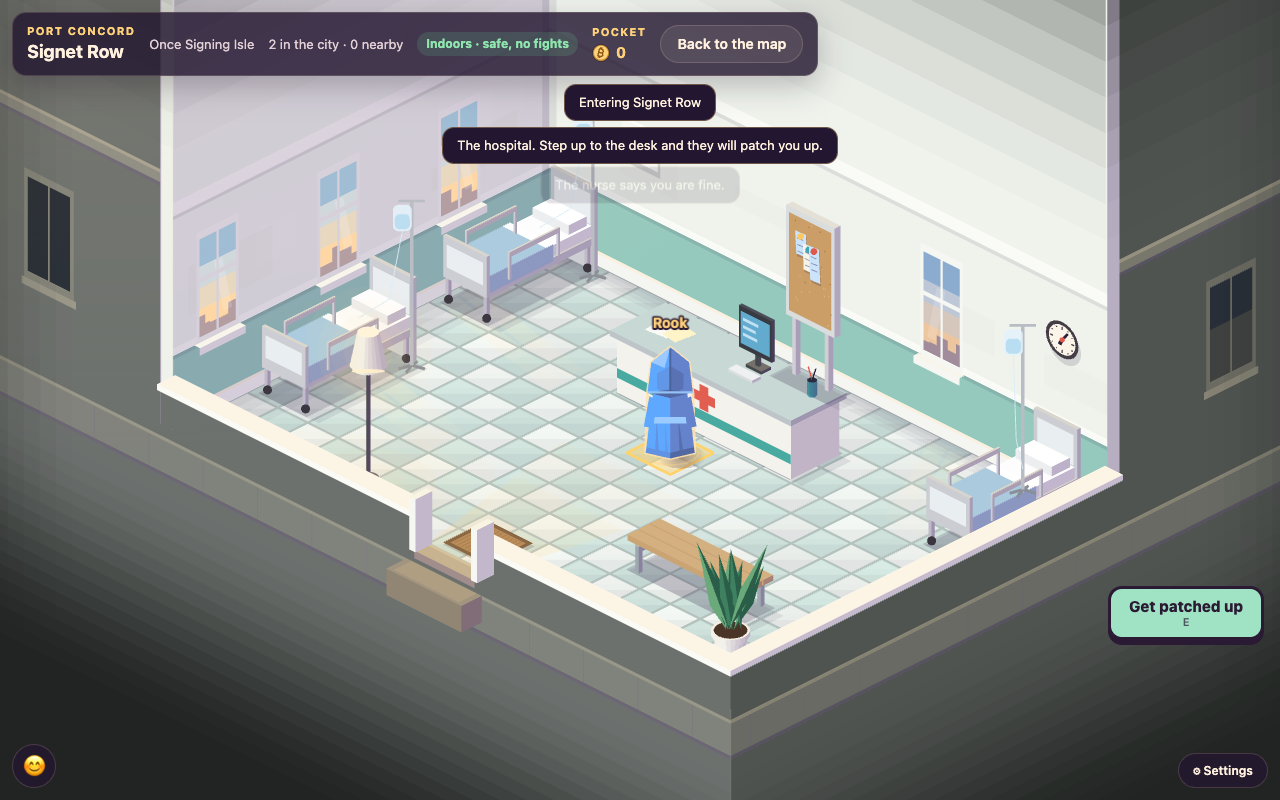 PORT CONCORD
Signet Row
Once Signing Isle
2 in the city · 0 nearby
Indoors · safe, no fights
POCKET
0
Back to the map
Entering Signet Row
The hospital. Step up to the desk and they will patch you up.
The nurse says you are fine.
Rook
Get patched up
E
Settings